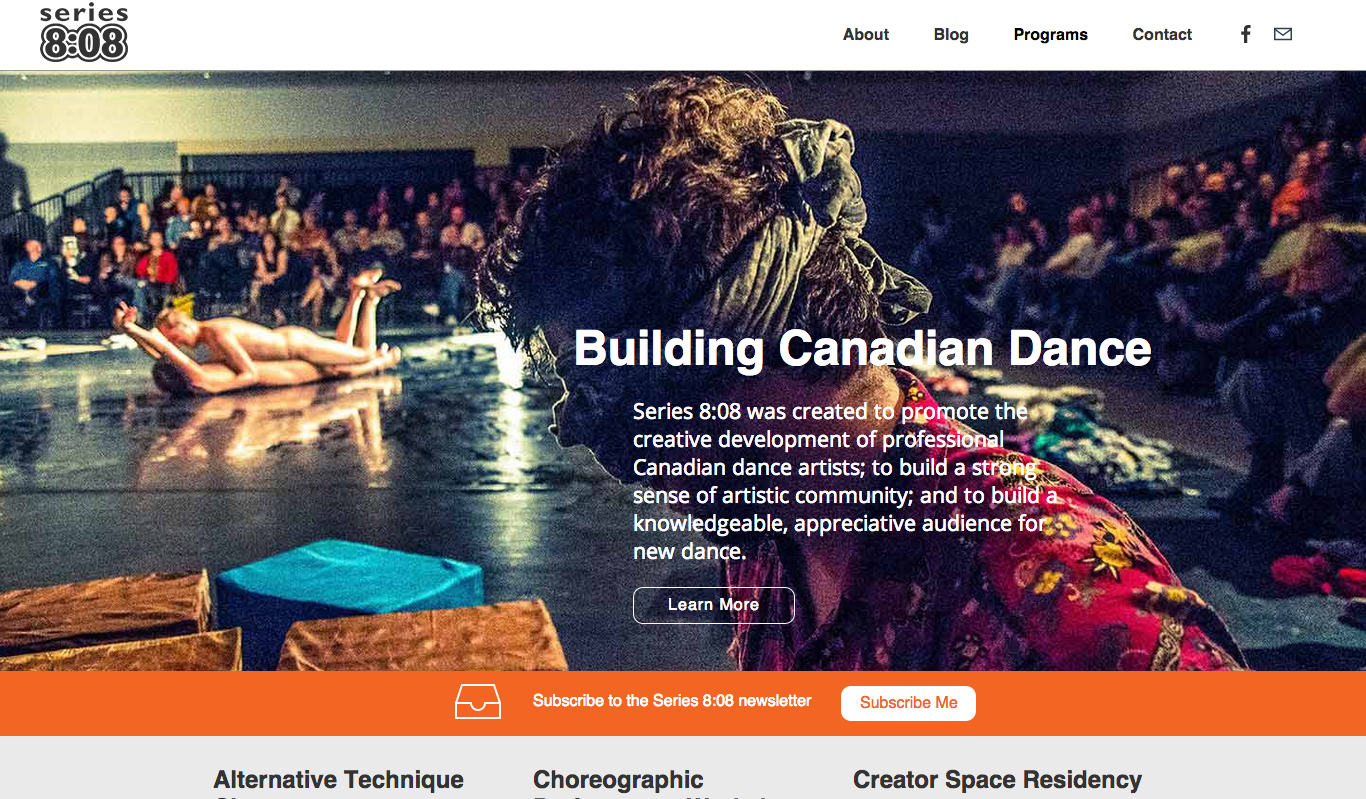 series
8:08
About Blog Programs Contact
Building Canadian Dance
Series 8:08 was created to promote the
creative development of professional
Canadian dance artists; to build a strong
sense of artistic community; and to build a
knowledgeable, appreciative audience for
new dance.
Learn More
Subscribe to the Series 8:08 newsletter Subscribe Me
Alternative Technique Choreographic Creator Space Residency